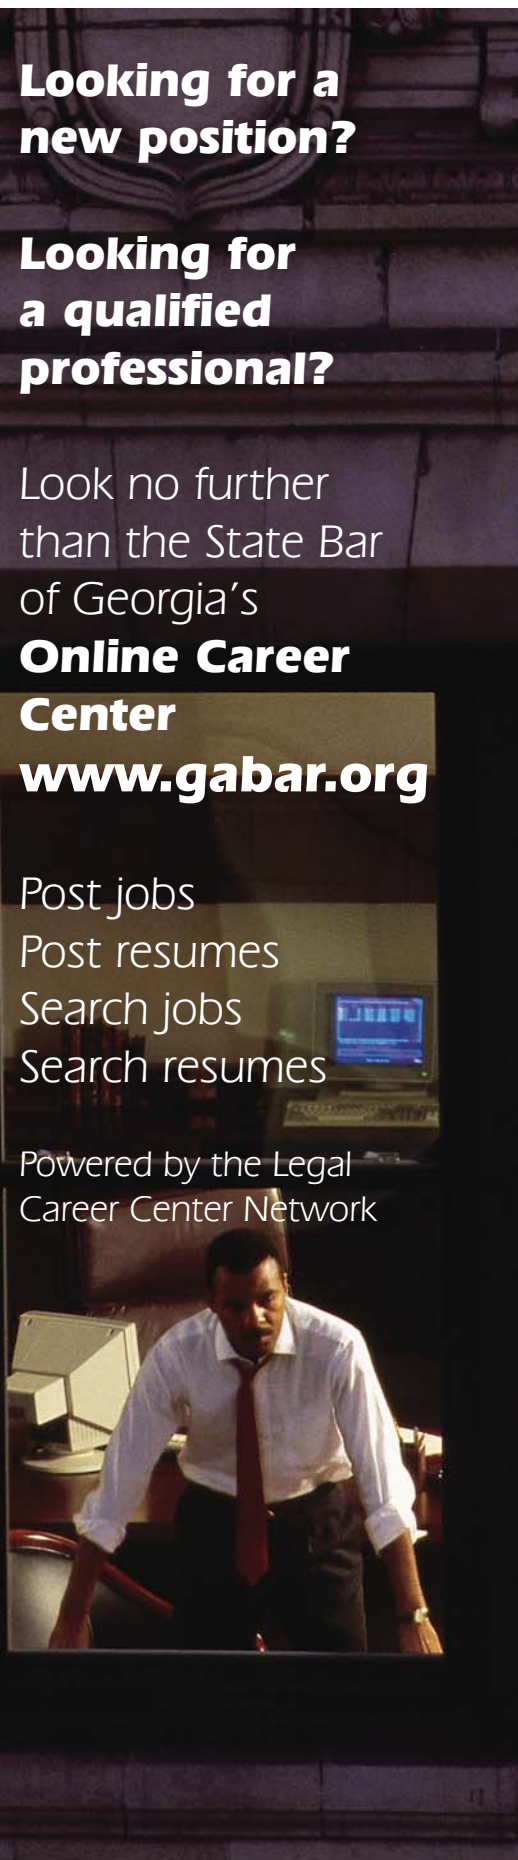 Looking for a
new position?
Looking for
a qualified
professional?
Look no further
than the State Bar
of Georgia's
Online Career
Center
www.gabar.org
Post jobs
Post resumes
Search jobs
Search resumes
Powered by the Legal
Career Center Network